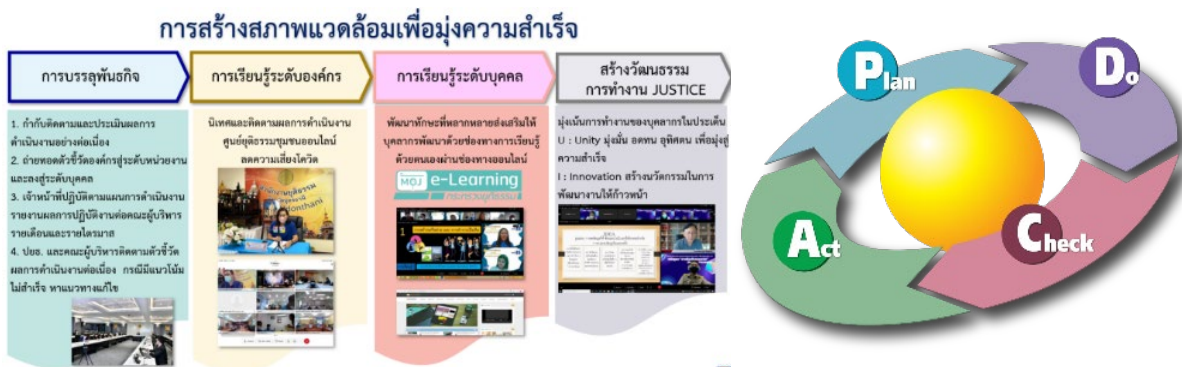 การสร้างสภาพแวดล้อมเพื่อมุ่งความสำเร็จ
การบรรลุพันธกิจ
1. กำกับติดตามและประเมินผลการ
ดำเนินงานอย่างต่อเนื่อง
2. ถ่ายทอดตัวชี้วัดองค์กรสู่ระดับหน่วยงาน
และลงสู่ระดับบุคคล
3. เจ้าหน้าที่ปฏิบัติตามแผนการดำเนินงาน
รายงานผลการปฏิบัติงานต่อคณะผู้บริหาร
รายเดือนและรายไตรมาส
4. ปยธ. และคณะผู้บริหารติดตามตัวชี้วัด
ผลการดำเนินงานต่อเนื่อง กรณีมีแนวโน้ม
ไม่สำเร็จ หาแนวทางแก้ไข
การเรียนรู้ระดับองค์กร
นิเทศและติดตามผลการดำเนินงาน
ศูนย์ยุติธรรมชุมชนออนไลน์
ลดความเสี่ยงโควิด
การเรียนรู้ระดับบุคคล
พัฒนาทักษะที่หลากหลายส่งเสริมให้
บุคลากรพัฒนาด้วยช่องทางการเรียนรู้
ด้วยตนเองผ่านช่องทางออนไลน์
MOJ e-Learning
กระทรวงยุติธรรม
สร้างวัฒนธรรม
การทำงาน JUSTICE
มุ่งเน้นการทำงานของบุคลากรในประเด็น
U : Unity มุ่งมั่น อดทน อุทิศตน เพื่อมุ่งสู่
ความสำเร็จ
I : Innovation สร้างนวัตกรรมในการ
พัฒนางานให้ก้าวหน้า
Plan
Do
Check
Act